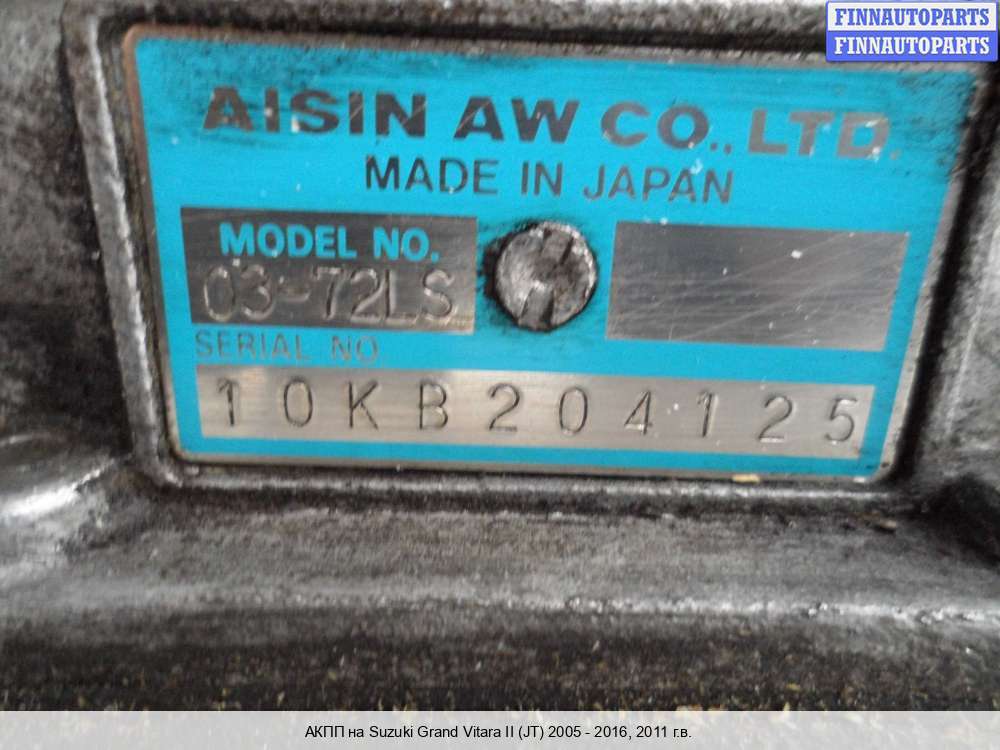 FINNAUTOPARTS
FINNAUTOPARTS
AISIN AW CO., LTD.
MADE IN JAPAN
MODEL NO.
03-72LS
SERIAL NO
10KB204125
АКПП на Suzuki Grand Vitara II (JT) 2005 - 2016, 2011 г.в.